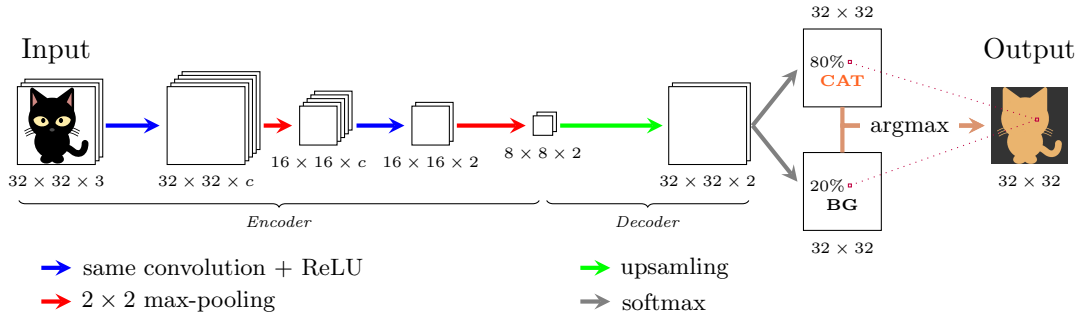 Input
32 × 32 × 3
32 × 32 × c
16 × 16 × c
16 × 16 × 2
8 × 8 × 2
32 × 32 × 2
32 × 32
80%
CAT
20%
BG
32 × 32
argmax
Output
32 × 32
Encoder
Decoder
same convolution + ReLU
2 × 2 max-pooling
upsamling
softmax